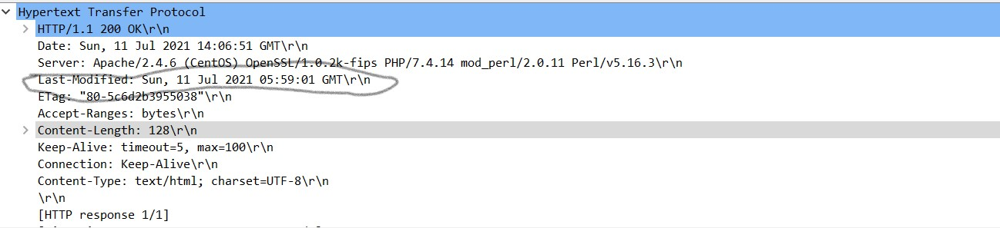 Hypertext Transfer Protocol
HTTP/1.1 200 OK\r\n
Date: Sun, 11 Jul 2021 14:06:51 GMT\r\n
Server: Apache/2.4.6 (CentOS) OpenSSL/1.0.2k-fips PHP/7.4.14 mod_perl/2.0.11 Perl/v5.16.3\r\n
Last-Modified: Sun, 11 Jul 2021 05:59:01 GMT\r\n
ETag: "80-5c6d2b3955038"\r\n
Accept-Ranges: bytes\r\n
Content-Length: 128\r\n
Keep-Alive: timeout=5, max=100\r\n
Connection: Keep-Alive\r\n
Content-Type: text/html; charset=UTF-8\r\n
\r\n
[HTTP response 1/1]